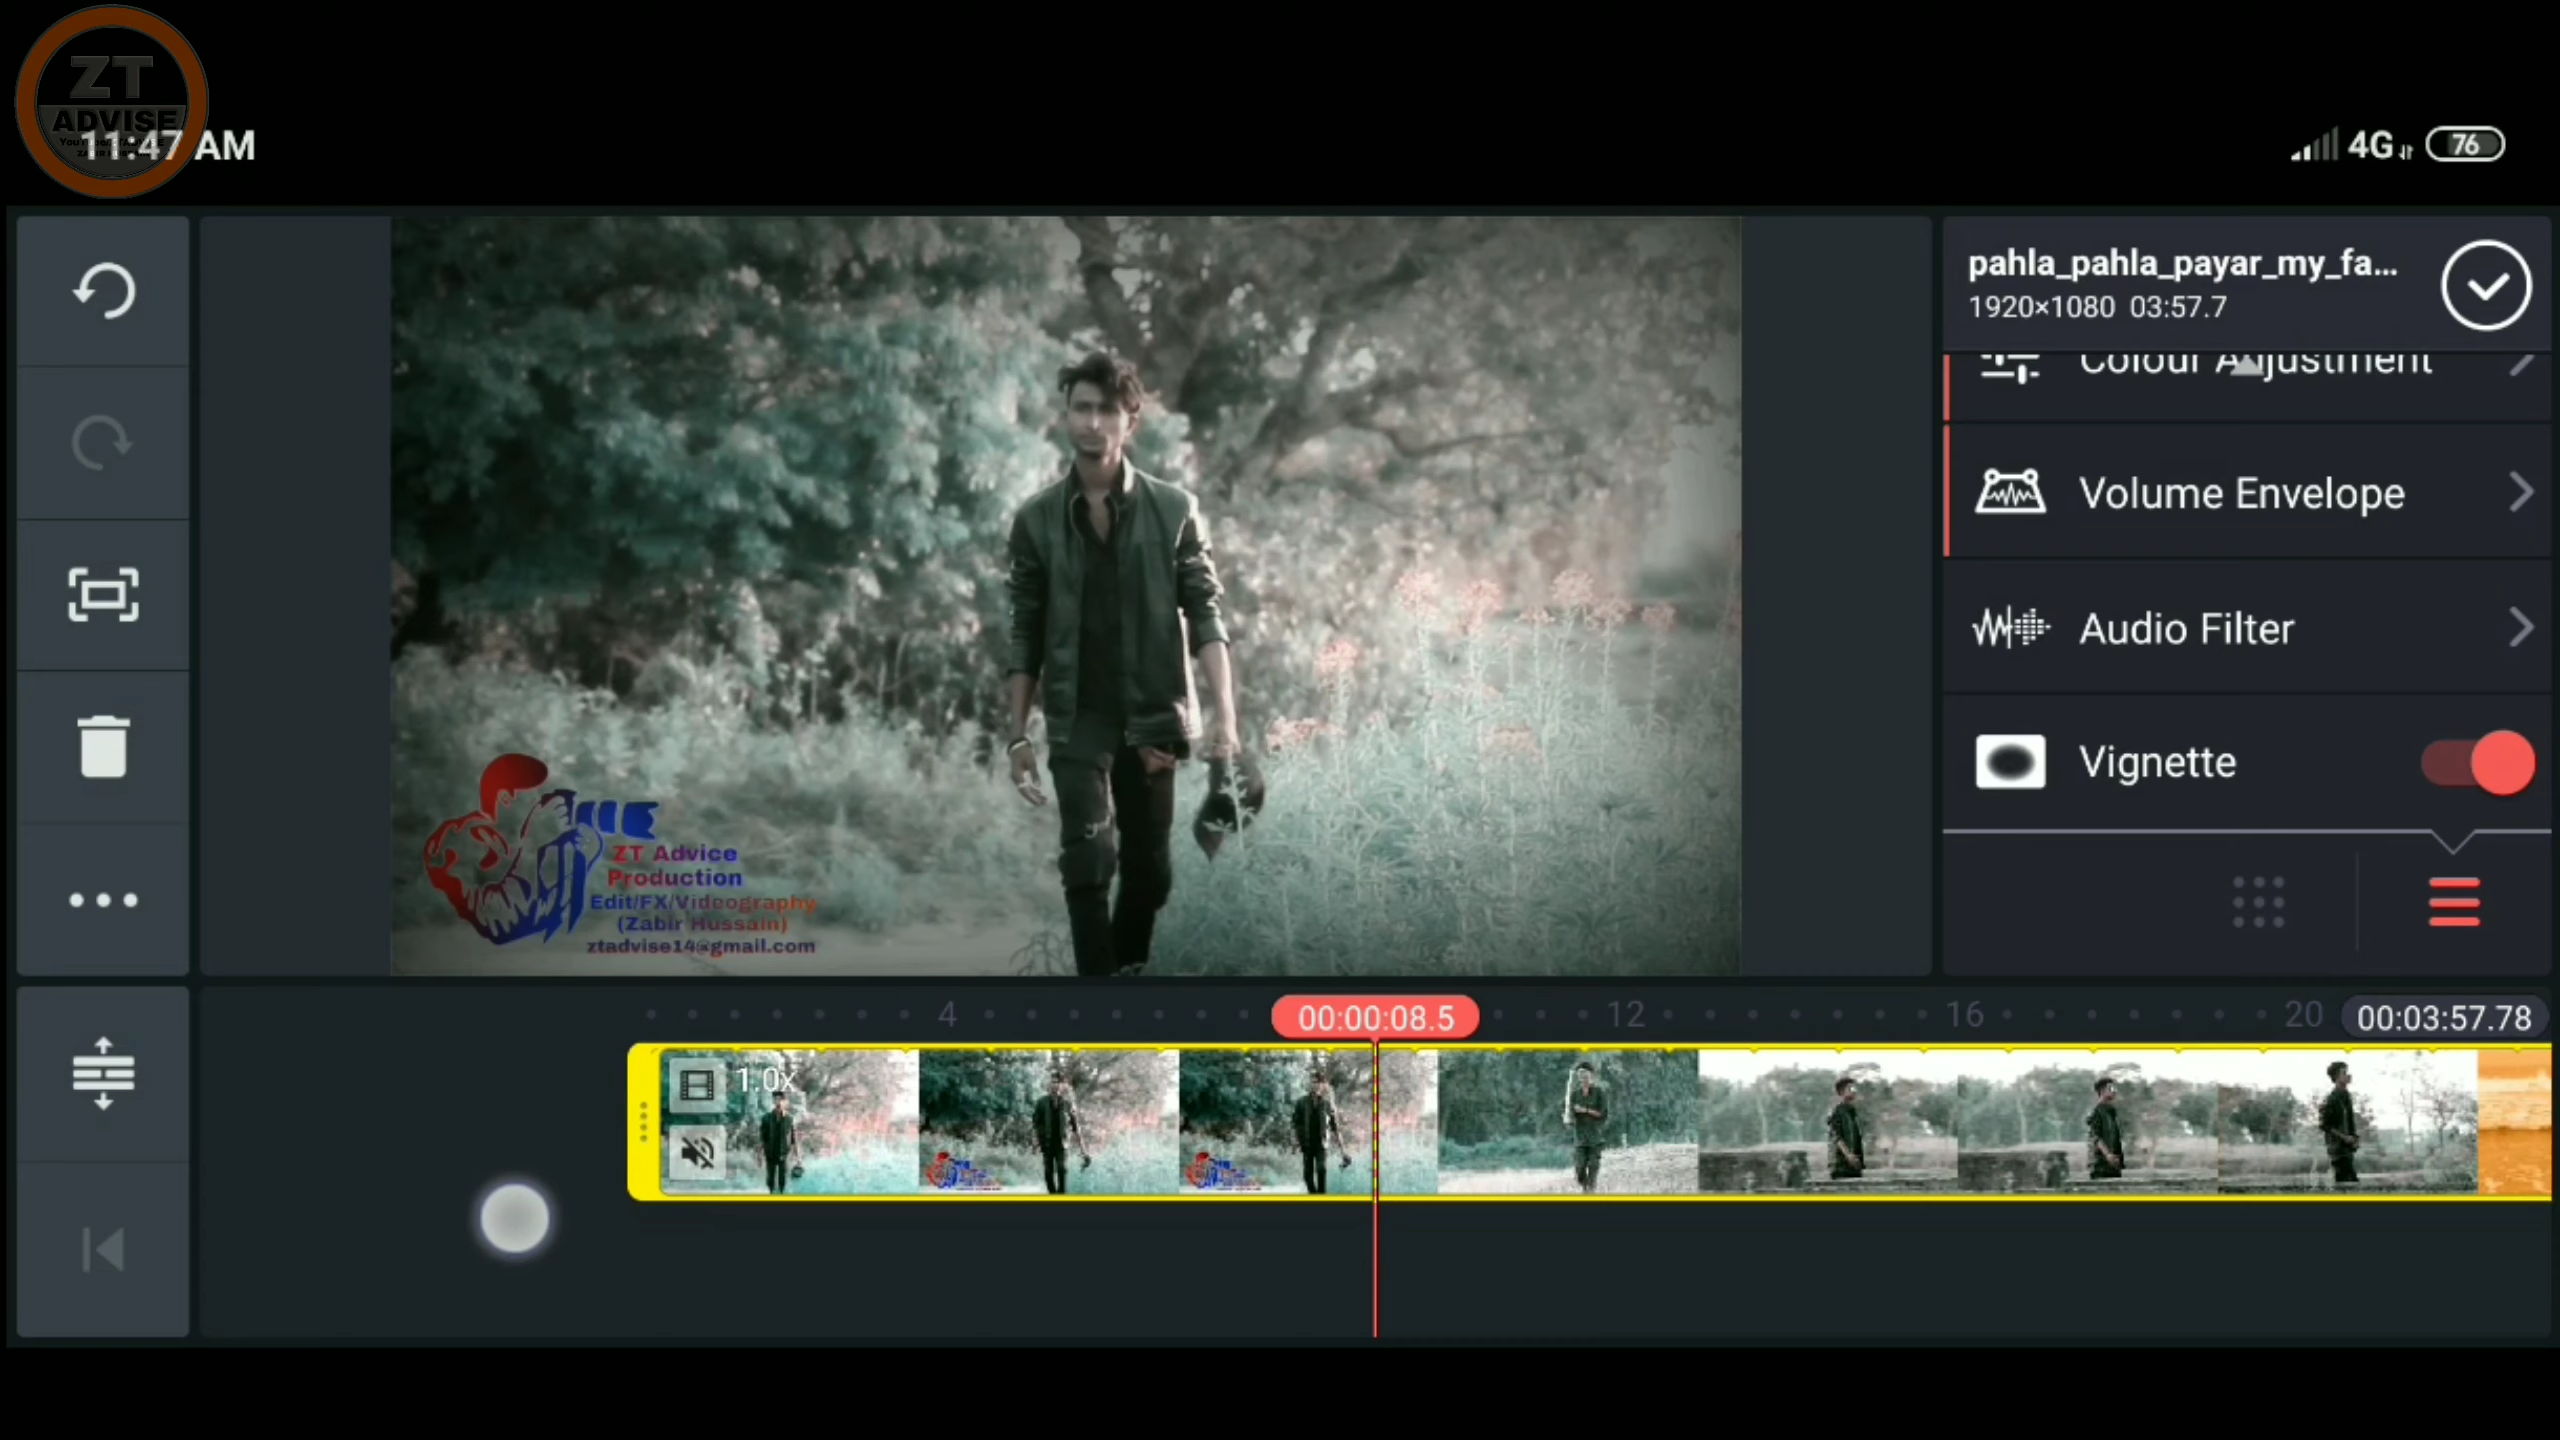 ZT
ADVISE
11:47 AM
4G
76
pahla_pahla_payar_my_fa...
1920×1080 03:57.7
Colour Adjustment
Volume Envelope
Audio Filter
Vignette
ZT Advice
Production
Edit/FX/Videography
(Zabir Hussain)
ztadvise14@gmail.com
4
00:00:08.5
12
16
20
00:03:57.78
1.0x